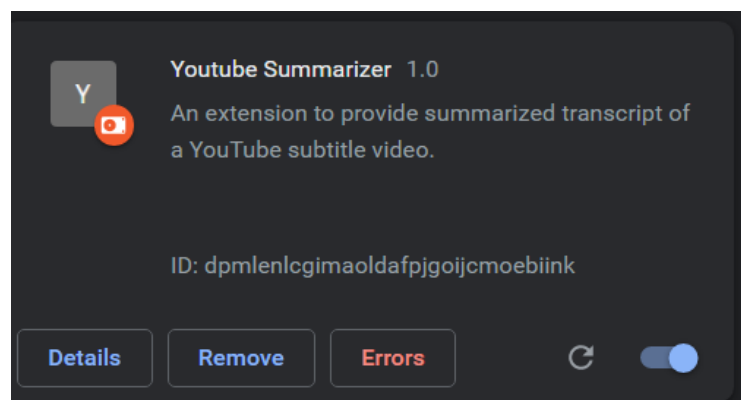 Y
Youtube Summarizer 1.0
An extension to provide summarized transcript of
a YouTube subtitle video.
ID: dpmlenlcgimaoldafpjgoijcmoebiink
Details Remove Errors